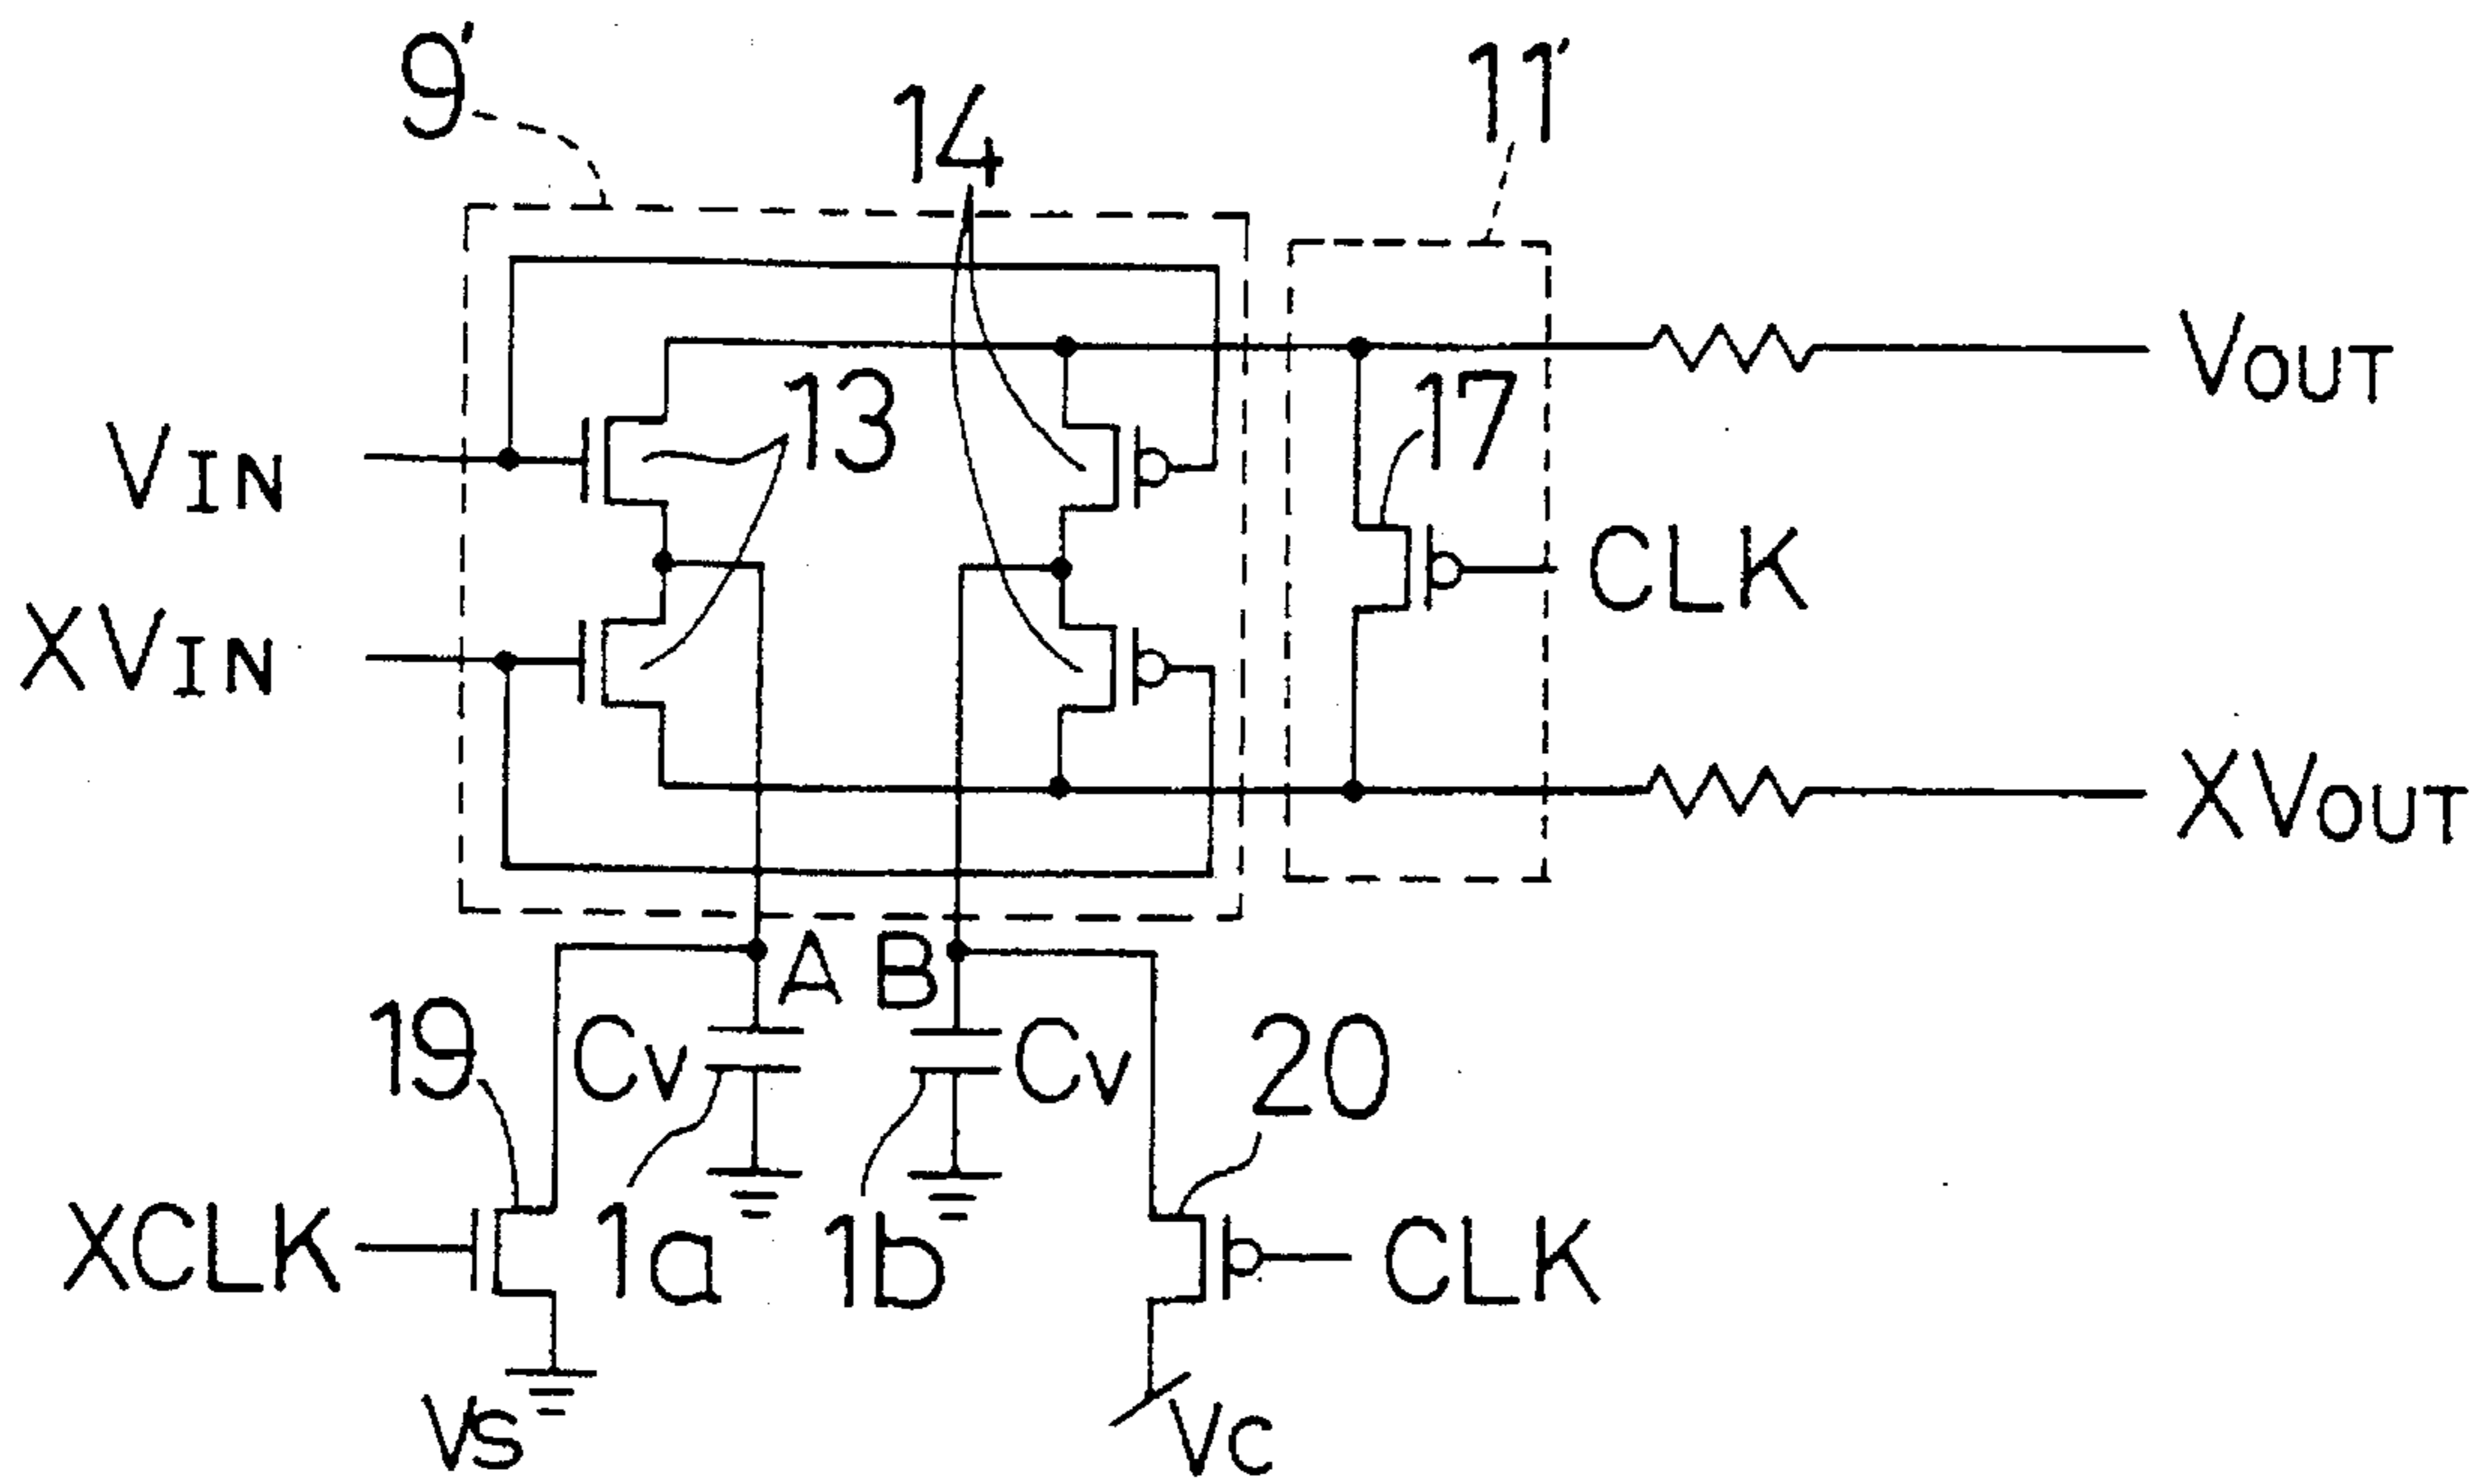 9'
14
11'
VOUT
13
17
VIN
CLK
XVIN
XVOUT
A
B
19
CV
CV
20
XCLK
1a
1b
CLK
VS
VC